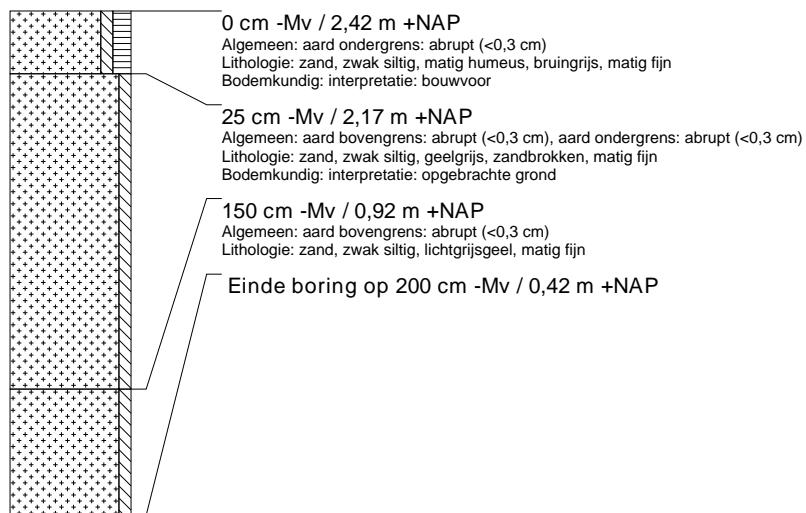 0 cm -Mv / 2,42 m +NAP
Algemeen: aard ondergrens: abrupt (<0,3 cm)
Lithologie: zand, zwak siltig, matig humeus, bruingrijs, matig fijn
Bodemkundig: interpretatie: bouwvoor
25 cm -Mv / 2,17 m +NAP
Algemeen: aard bovengrens: abrupt (<0,3 cm), aard ondergrens: abrupt (<0,3 cm)
Lithologie: zand, zwak siltig, geelgrijs, zandbrokken, matig fijn
Bodemkundig: interpretatie: opgebrachte grond
150 cm -Mv / 0,92 m +NAP
Algemeen: aard bovengrens: abrupt (<0,3 cm)
Lithologie: zand, zwak siltig, lichtgrijsgeel, matig fijn
Einde boring op 200 cm -Mv / 0,42 m +NAP